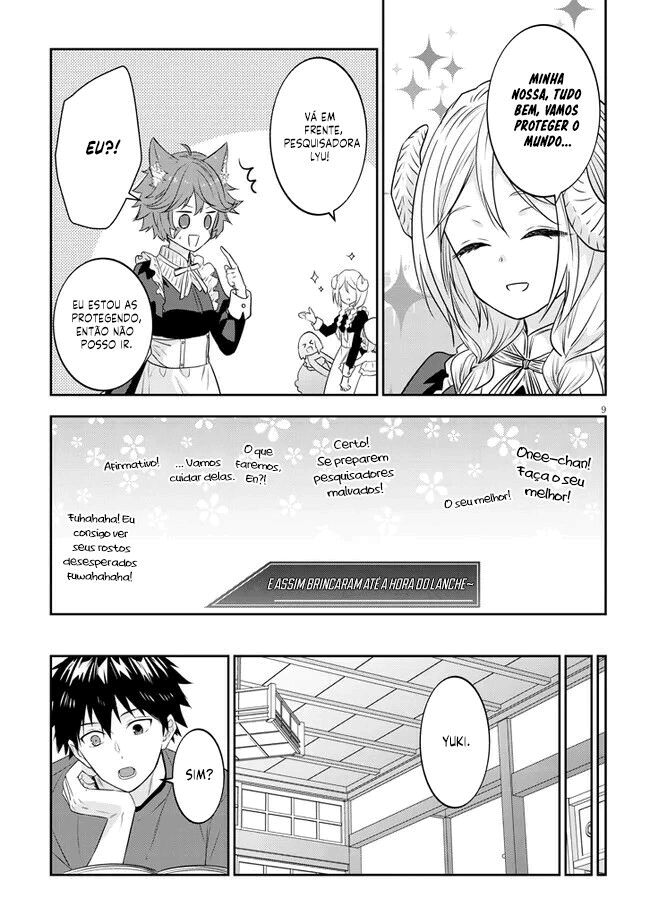 MINHA
NOSSA, TUDO
BEM, VAMOS
PROTEGER O
MUNDO...
VÁ EM
FRENTE,
PESQUISADORA
LYU!
EU?!
EU ESTOU AS
PROTEGENDO,
ENTÃO NÃO
POSSO IR.
9
Onee-chan!
Faça o seu
melhor!
O seu melhor!
Certo!
Se preparem
pesquisadores
malvados!
O que
faremos,
En?!
... Vamos
cuidar delas.
Afirmativo!
Fuhahaha! Eu
consigo ver
seus rostos
desesperados
Fuwahahaha!
E ASSIM BRINCARAM ATÉ A HORA DO LANCHE~
YUKI.
SIM?